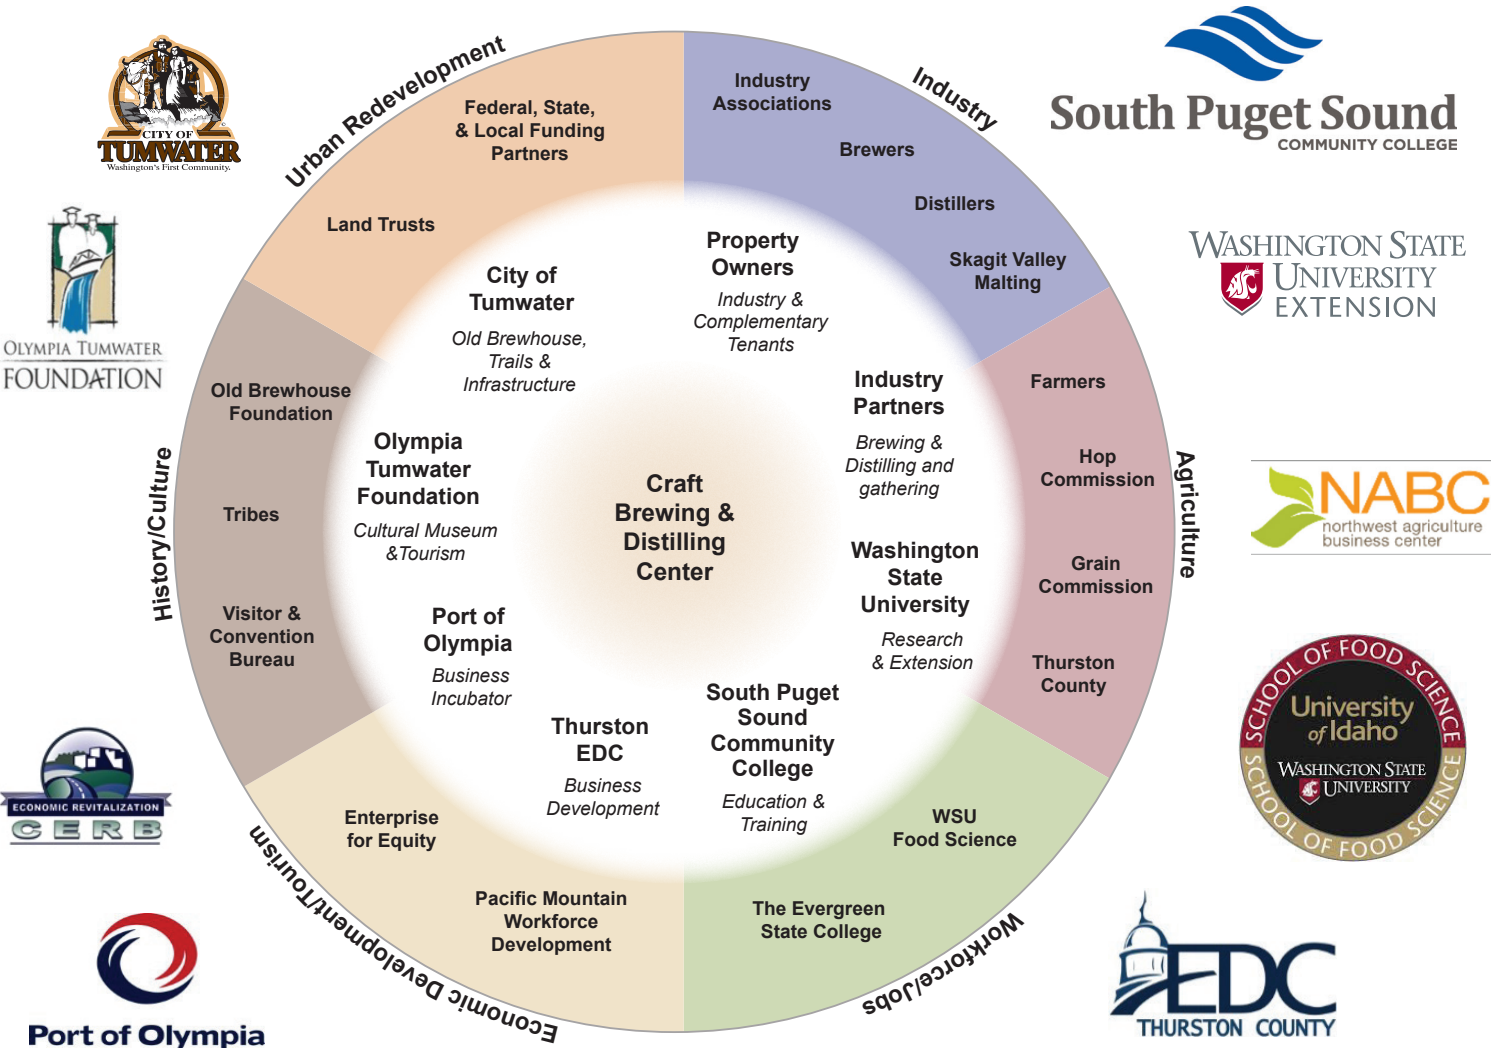 CITY OF
TUMWATER
Washington's First Community.
OLYMPIA TUMWATER
FOUNDATION
ECONOMIC REVITALIZATION
CERB
Port of Olympia
Urban Redevelopment
Federal, State,
& Local Funding
Partners
Land Trusts
Industry
Industry
Associations
Brewers
Distillers
Skagit Valley
Malting
Agriculture
Farmers
Hop
Commission
Grain
Commission
Thurston
County
Workforce/Jobs
WSU
Food Science
The Evergreen
State College
Economic Development/Tourism
Enterprise
for Equity
Pacific Mountain
Workforce
Development
History/Culture
Old Brewhouse
Foundation
Tribes
Visitor &
Convention
Bureau
City of
Tumwater
Old Brewhouse,
Trails &
Infrastructure
Property
Owners
Industry &
Complementary
Tenants
Industry
Partners
Brewing &
Distilling and
gathering
Washington
State
University
Research
& Extension
South Puget
Sound
Community
College
Education &
Training
Thurston
EDC
Business
Development
Port of
Olympia
Business
Incubator
Olympia
Tumwater
Foundation
Cultural Museum
&Tourism
Craft
Brewing &
Distilling
Center
South Puget Sound
COMMUNITY COLLEGE
WASHINGTON STATE
UNIVERSITY
EXTENSION
NABC
northwest agriculture
business center
SCHOOL OF FOOD SCIENCE
University
of Idaho
WASHINGTON STATE
UNIVERSITY
SCHOOL OF FOOD SCIENCE
EDC
THURSTON COUNTY